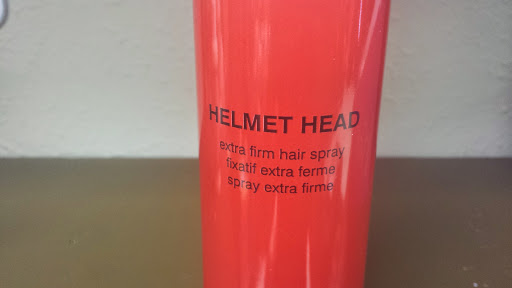 HELMET HEAD
extra firm hair spray
fixatif extra ferme
spray extra firme